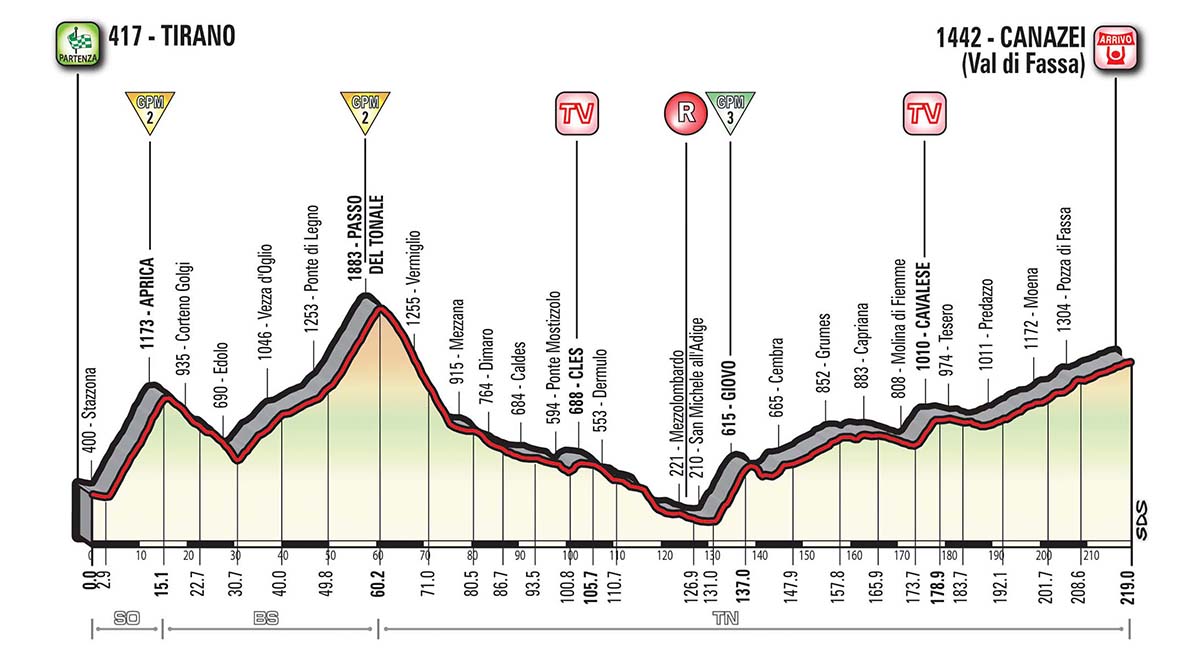 417 - TIRANO
PARTENZA
1442 - CANAZEI
(Val di Fassa)
ARRIVO
GPM
2
GPM
2
TV
R
GPM
3
TV
400 - Stazzona
1173 - APRICA
935 - Corteno Golgi
690 - Edolo
1046 - Vezza d'Oglio
1253 - Ponte di Legno
1883 - PASSO
DEL TONALE
1255 - Vermiglio
915 - Mezzana
764 - Dimaro
684 - Caldes
594 - Ponte Mostizzolo
688 - CLES
553 - Dermulo
221 - Mezzolombardo
210 - San Michele all'Adige
615 - GIOVO
665 - Cembra
852 - Grumes
883 - Capriana
808 - Molina di Fiemme
1010 - CAVALESE
974 - Tesero
1011 - Predazzo
1172 - Moena
1304 - Pozza di Fassa
SDS
0 10 20 30 40 50 60 70 80 90 100 110 120 130 140 150 160 170 180 190 200 210
0.0 2.9 15.1 22.7 30.7 40.0 49.8 60.2 71.0 80.5 86.7 93.5 100.8 105.7 110.7 126.9 131.0 137.0 147.9 157.8 165.9 173.7 178.9 183.7 192.1 201.7 208.6 219.0
SO BS TN